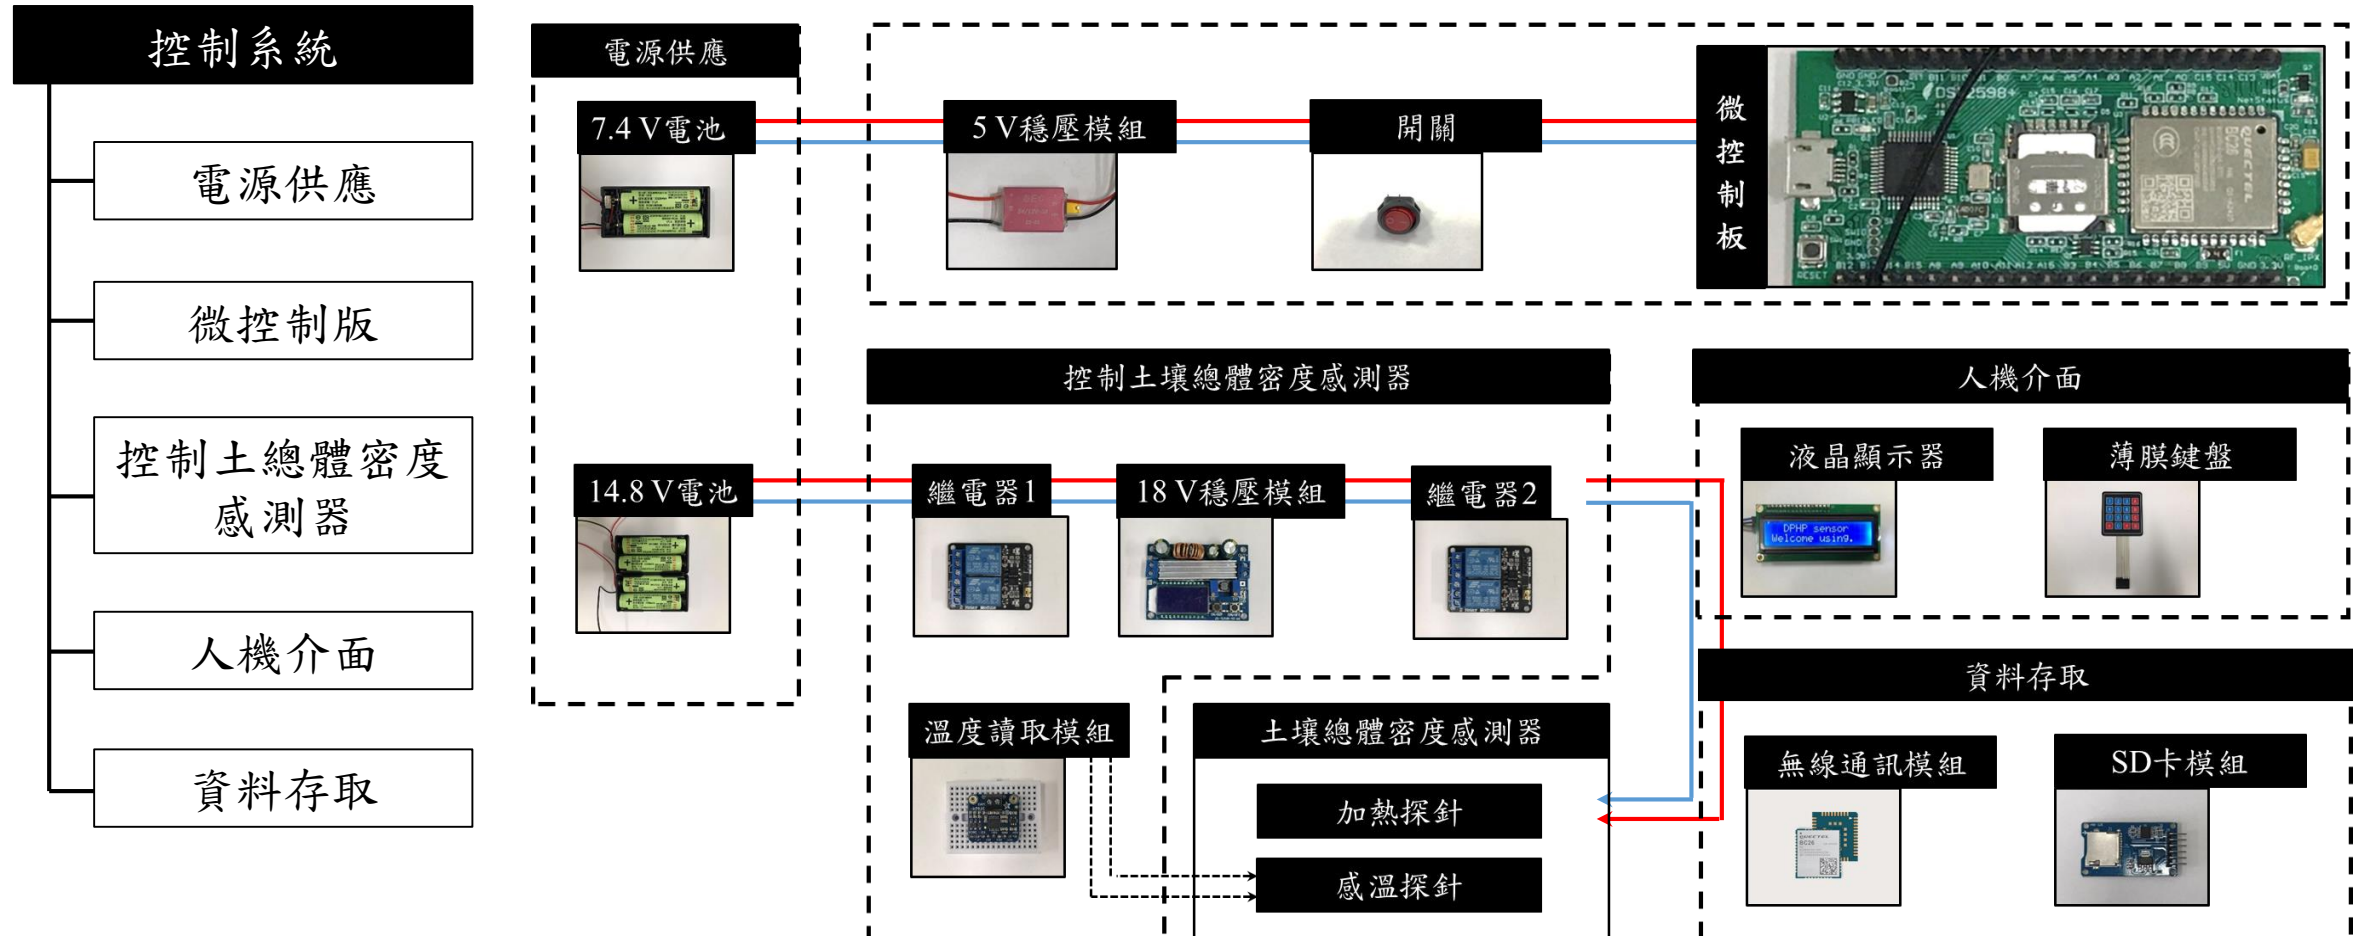 控制系統
電源供應
微控制版
控制土總體密度
感測器
人機介面
資料存取
電源供應
7.4 V電池
5 V穩壓模組
開關
微
控
制
板
DSI2598+
QUECTEL
BC26
RESET
控制土壤總體密度感測器
14.8 V電池
繼電器1
18 V穩壓模組
繼電器2
溫度讀取模組
土壤總體密度感測器
加熱探針
感溫探針
人機介面
液晶顯示器
薄膜鍵盤
DPHP sensor
Welcome using.
資料存取
無線通訊模組
SD卡模組
QUECTEL
BC26